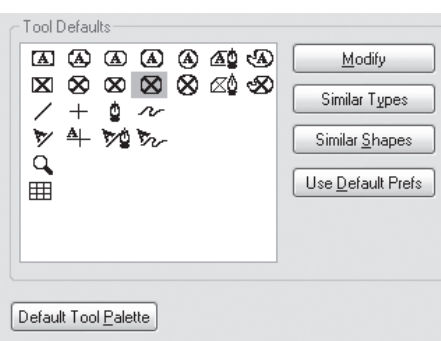 Tool Defaults
Modify
Similar Types
Similar Shapes
Use Default Prefs
Default Tool Palette